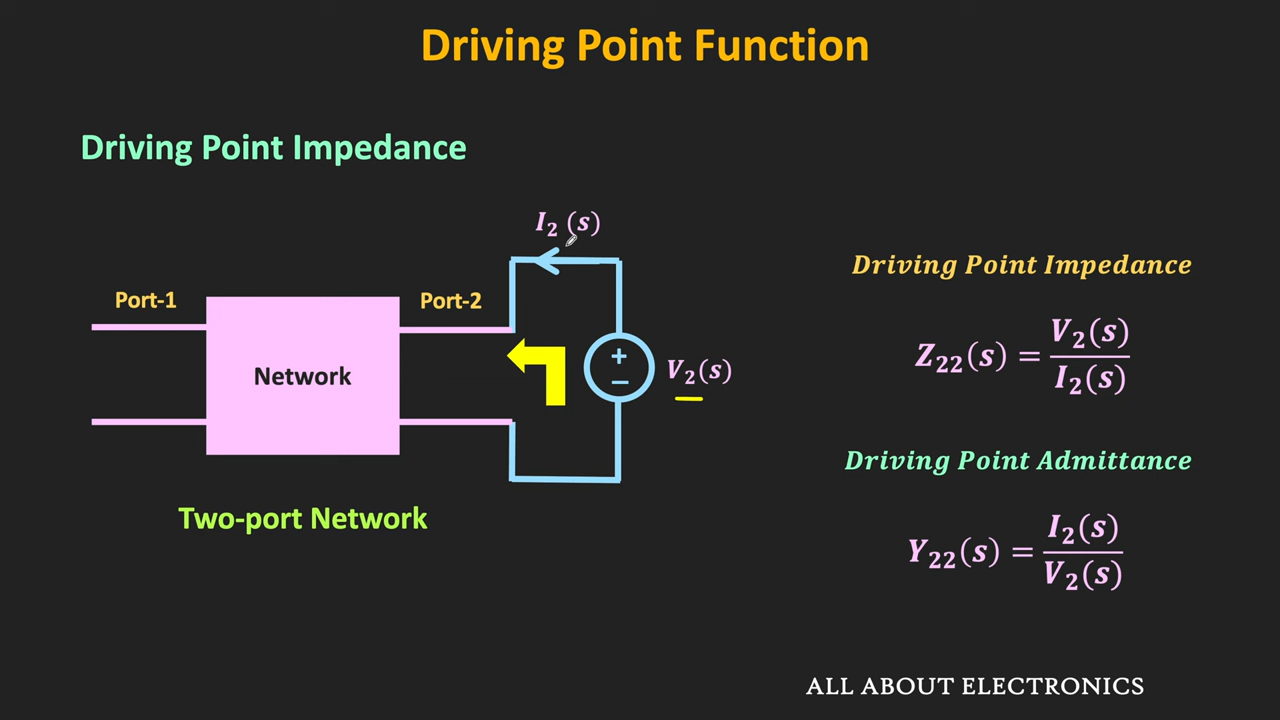 Driving Point Function
Driving Point Impedance
I₂ (s)
Port-1
Port-2
Network
+
−
V₂(s)
Two-port Network
Driving Point Impedance
Z₂₂(s) = V₂(s) / I₂(s)
Driving Point Admittance
Y₂₂(s) = I₂(s) / V₂(s)
ALL ABOUT ELECTRONICS